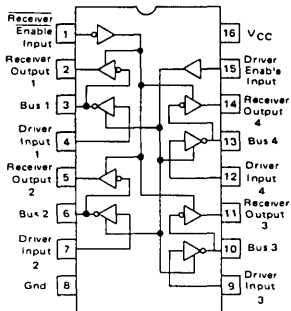 Receiver
Enable
Input
1
Receiver
Output
1
2
Bus 1
3
Driver
Input
1
4
Receiver
Output
2
5
Bus 2
6
Driver
Input
2
7
Gnd
8
16
VCC
15
Driver
Enable
Input
14
Receiver
Output
4
13
Bus 4
12
Driver
Input
4
11
Receiver
Output
3
10
Bus 3
9
Driver
Input
3